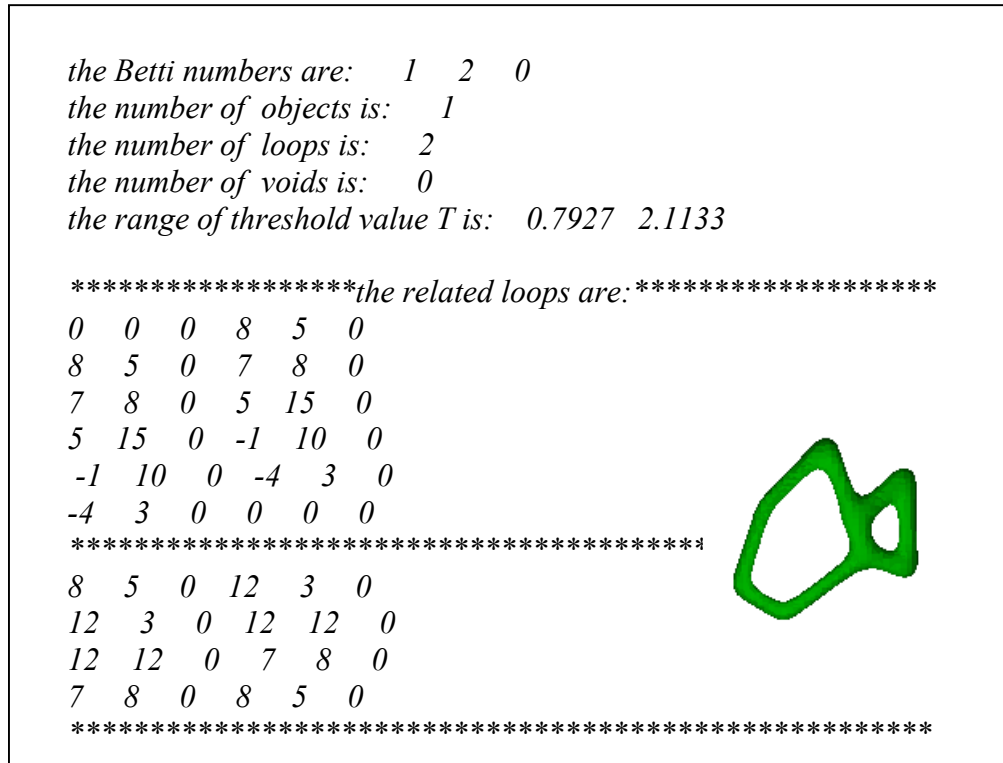 the Betti numbers are: 1 2 0
the number of objects is: 1
the number of loops is: 2
the number of voids is: 0
the range of threshold value T is: 0.7927 2.1133
******************the related loops are:*******************
0 0 0 8 5 0
8 5 0 7 8 0
7 8 0 5 15 0
5 15 0 -1 10 0
-1 10 0 -4 3 0
-4 3 0 0 0 0
****************************************
8 5 0 12 3 0
12 3 0 12 12 0
12 12 0 7 8 0
7 8 0 8 5 0
******************************************************